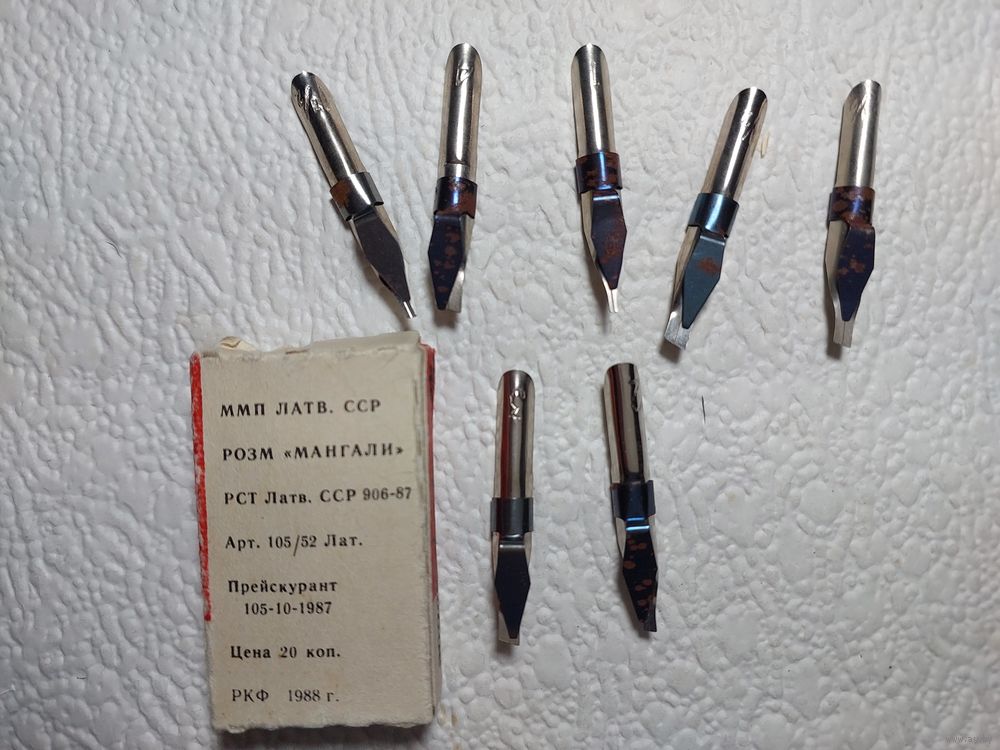 ММП ЛАТВ. ССР
РОЗМ «МАНГАЛИ»
РСТ Латв. ССР 906-87
Арт. 105/52 Лат.
Прейскурант
105-10-1987
Цена 20 коп.
РКФ 1988 г.